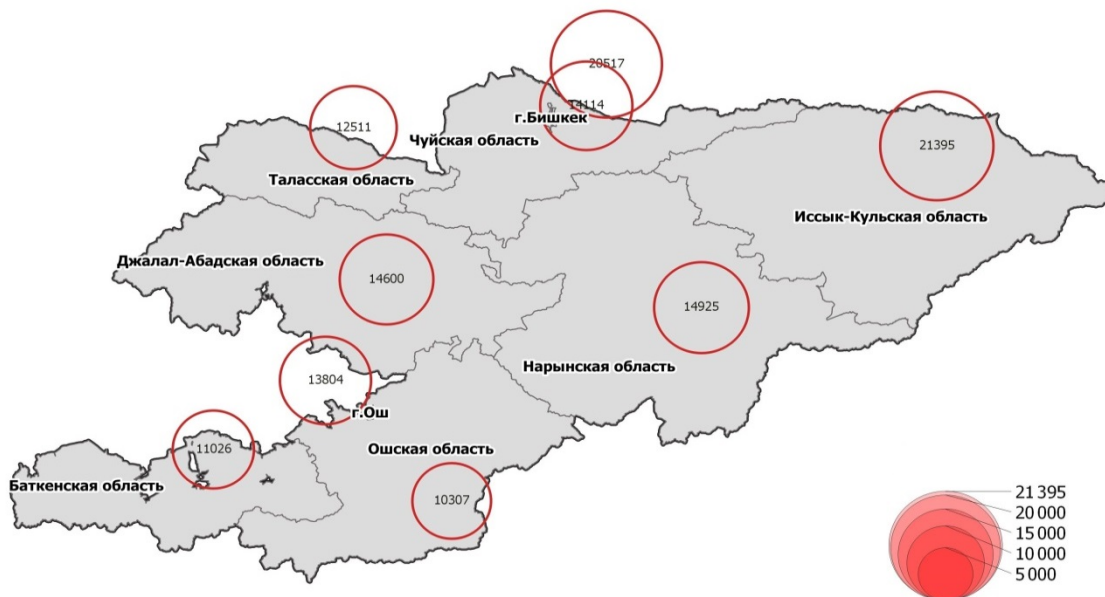 20517
14114
г.Бишкек
12511
Чуйская область
21395
Таласская область
Иссык-Кульская область
Джалал-Абадская область
14600
14925
Нарынская область
13804
г.Ош
11026
Ошская область
Баткенская область
10307
21 395
20 000
15 000
10 000
5 000